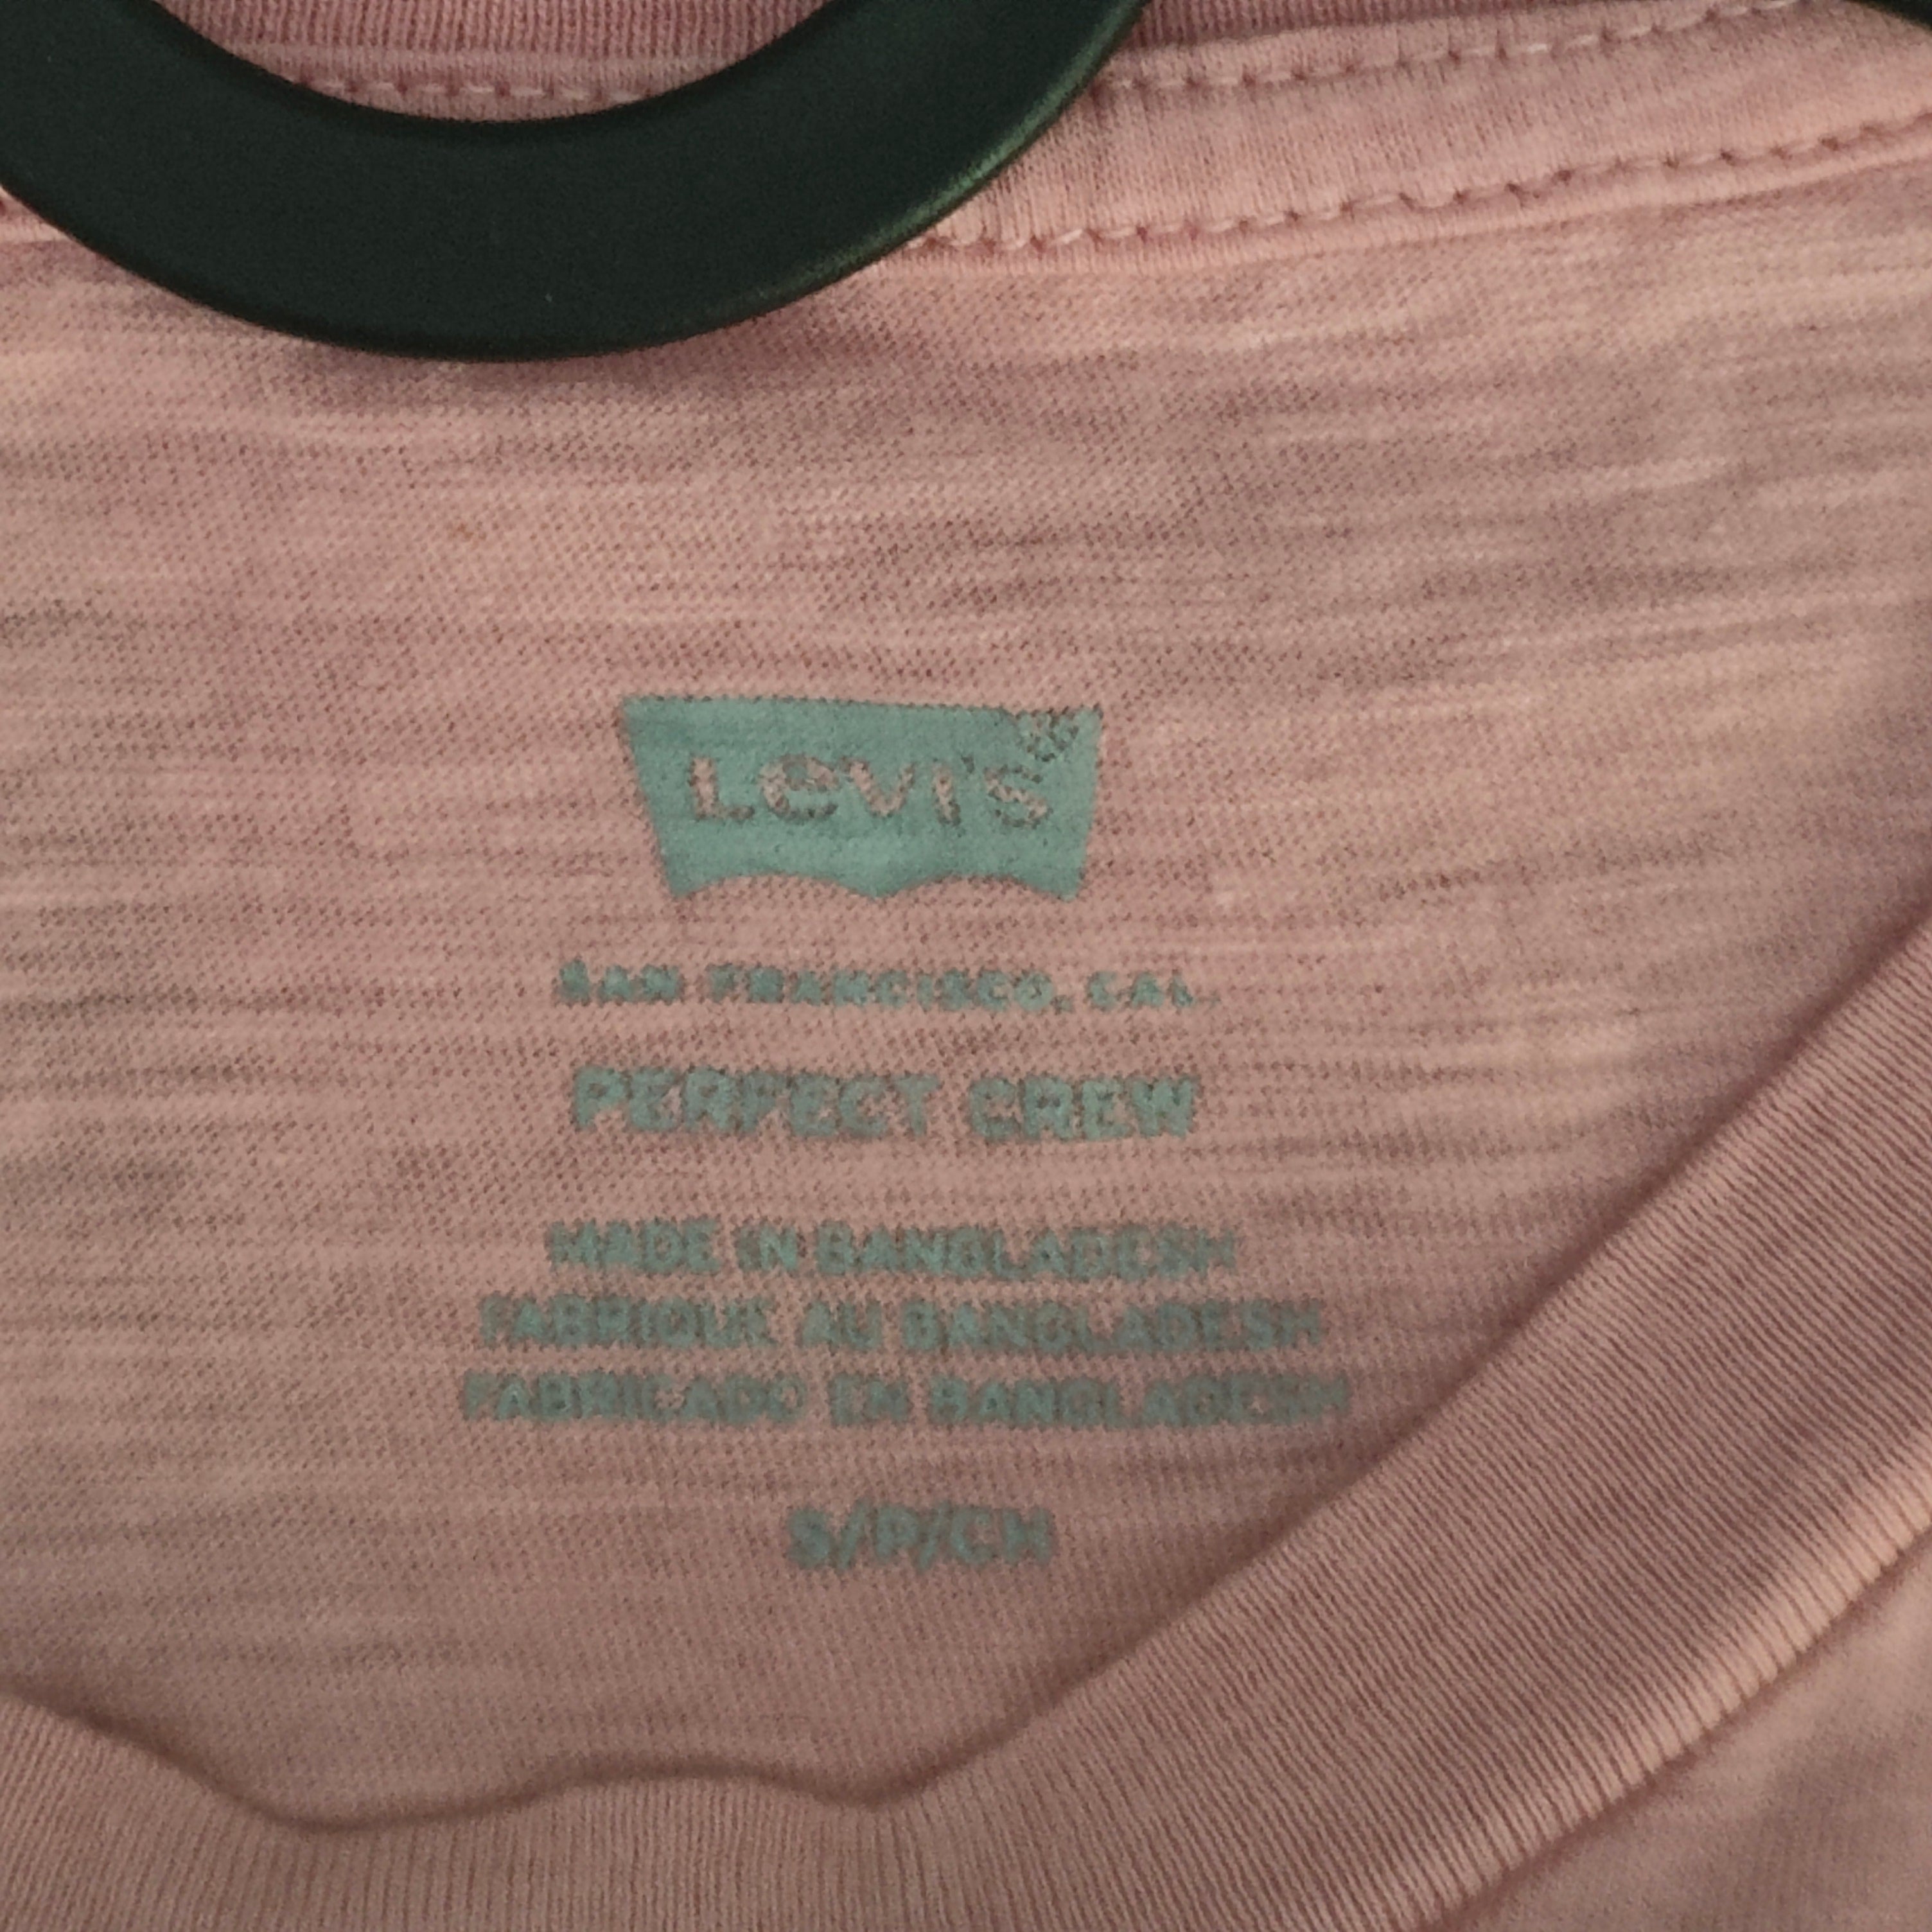 Levi's®
SAN FRANCISCO, CAL.
PERFECT CREW
MADE IN BANGLADESH
FABRIQUE AU BANGLADESH
FABRICADO EN BANGLADESH
S/P/CH